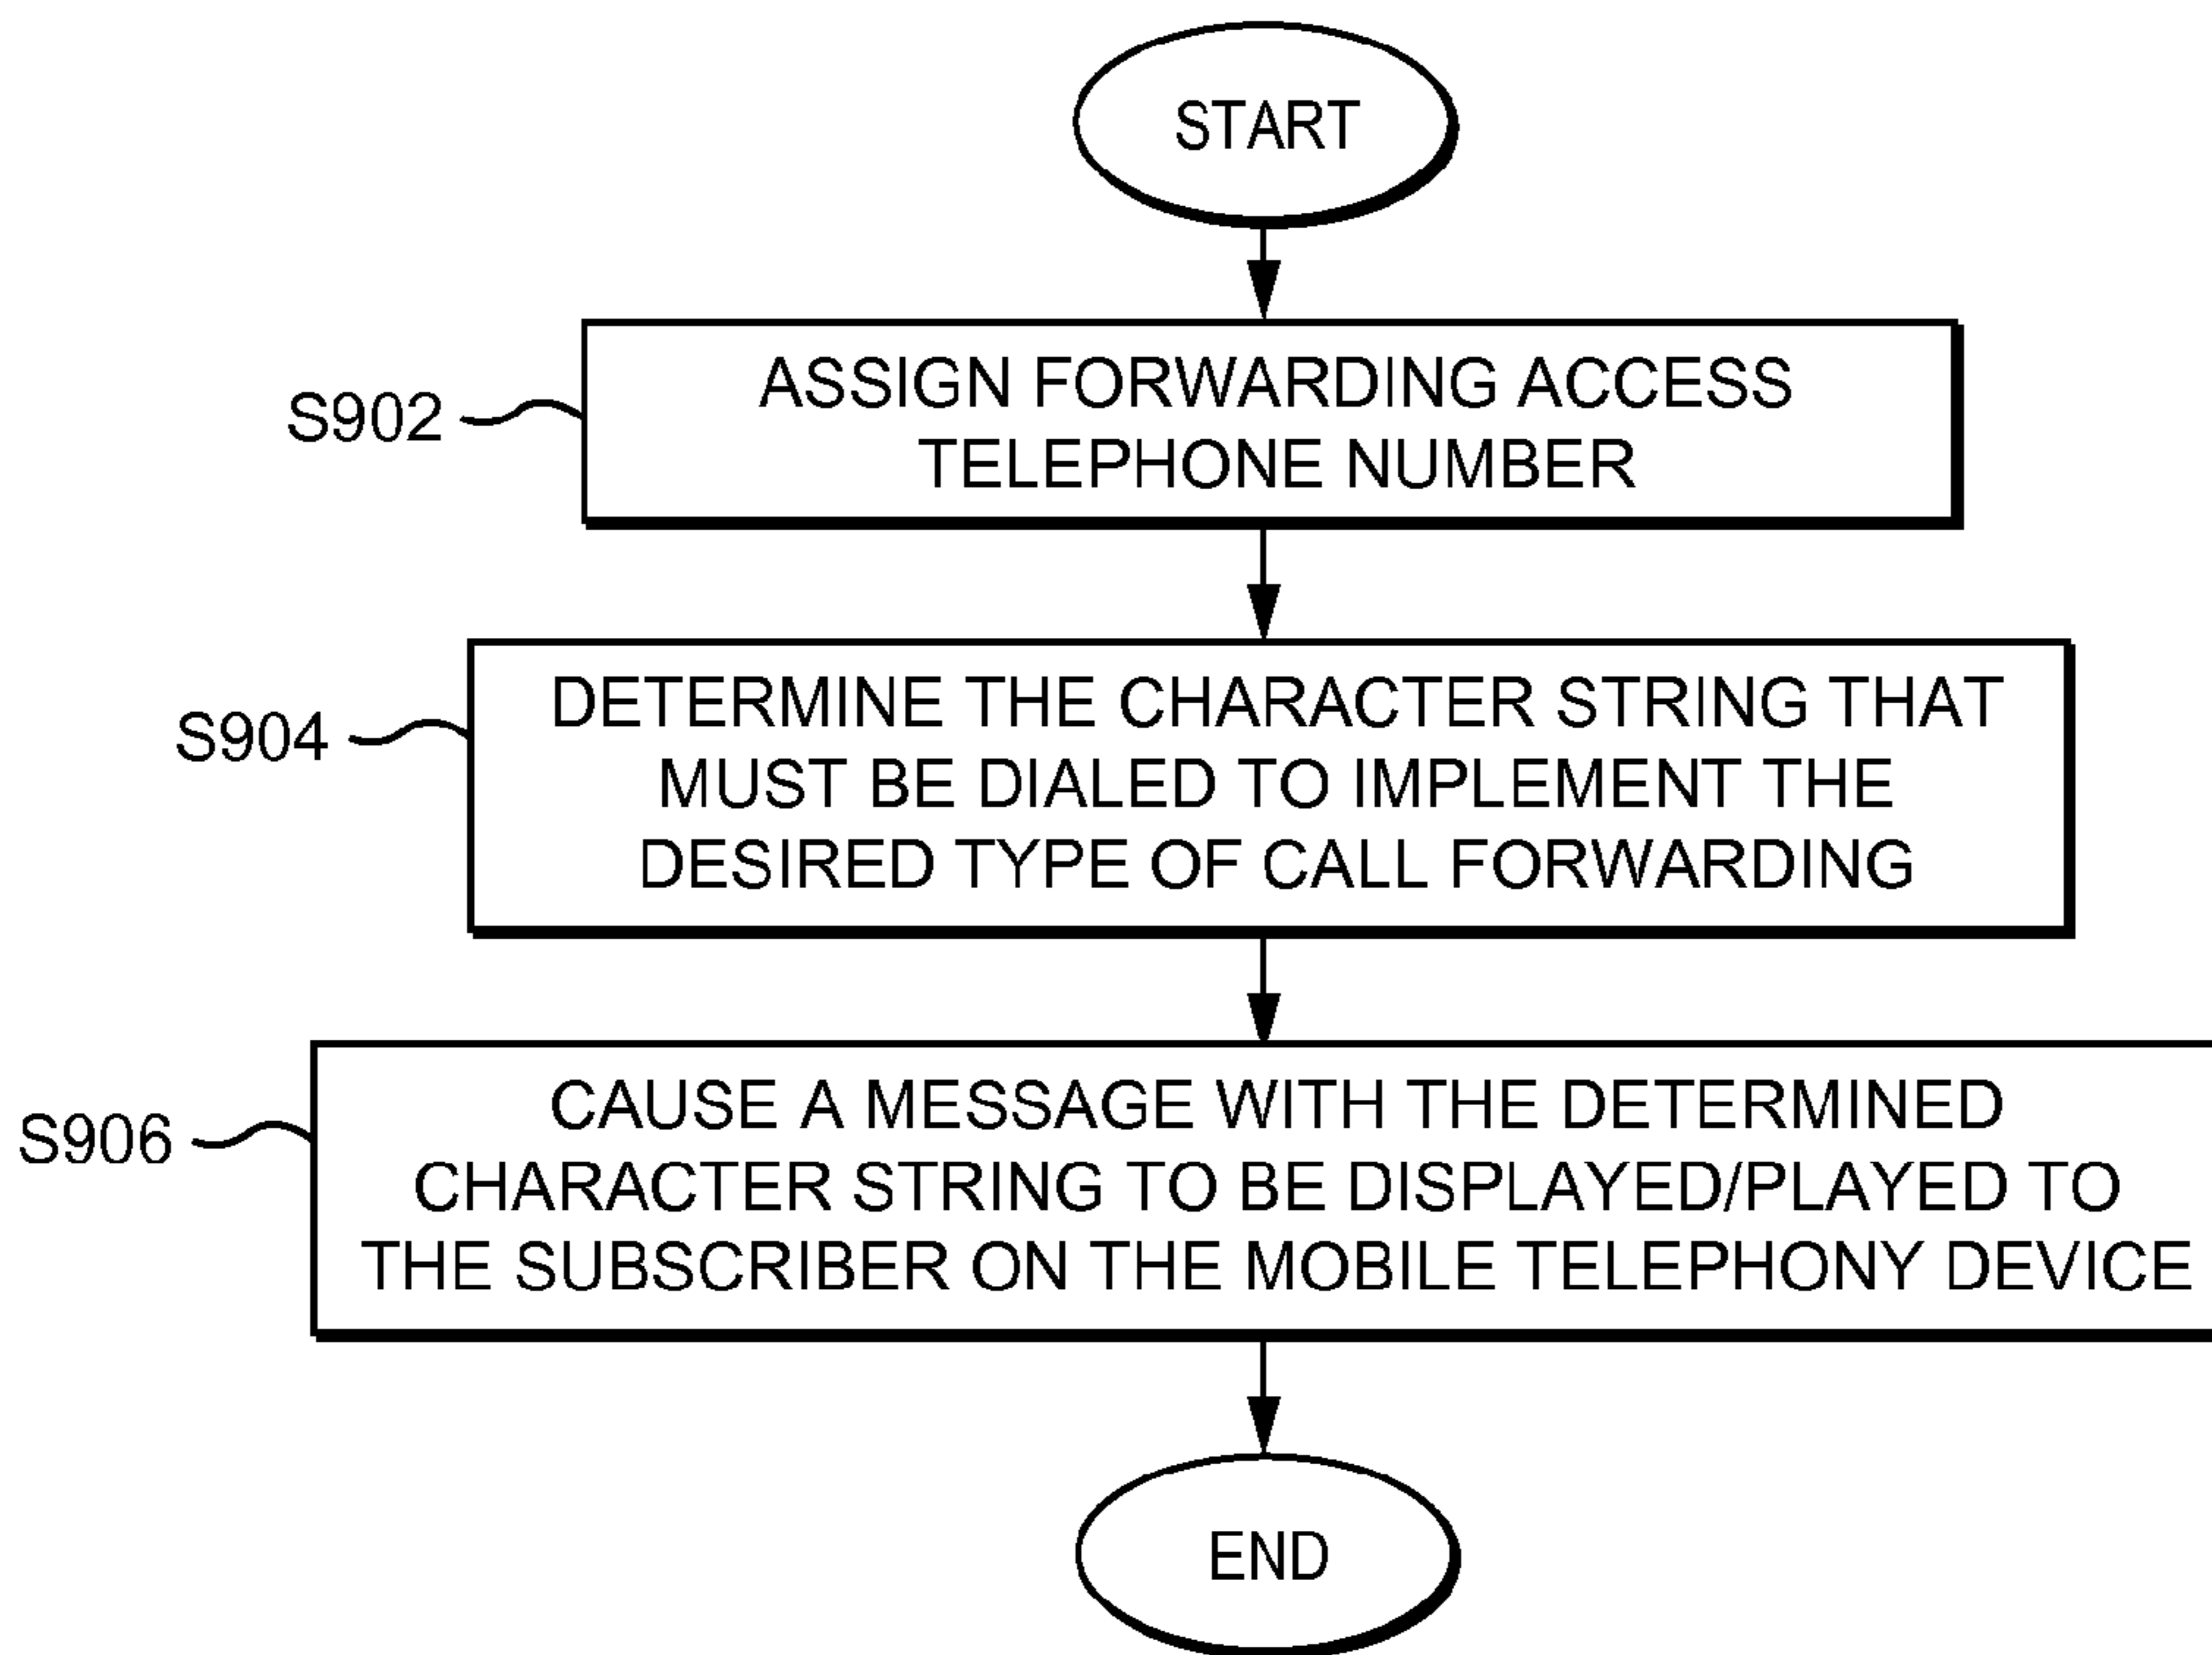 START
S902
ASSIGN FORWARDING ACCESS
TELEPHONE NUMBER
S904
DETERMINE THE CHARACTER STRING THAT
MUST BE DIALED TO IMPLEMENT THE
DESIRED TYPE OF CALL FORWARDING
S906
CAUSE A MESSAGE WITH THE DETERMINED
CHARACTER STRING TO BE DISPLAYED/PLAYED TO
THE SUBSCRIBER ON THE MOBILE TELEPHONY DEVICE
END